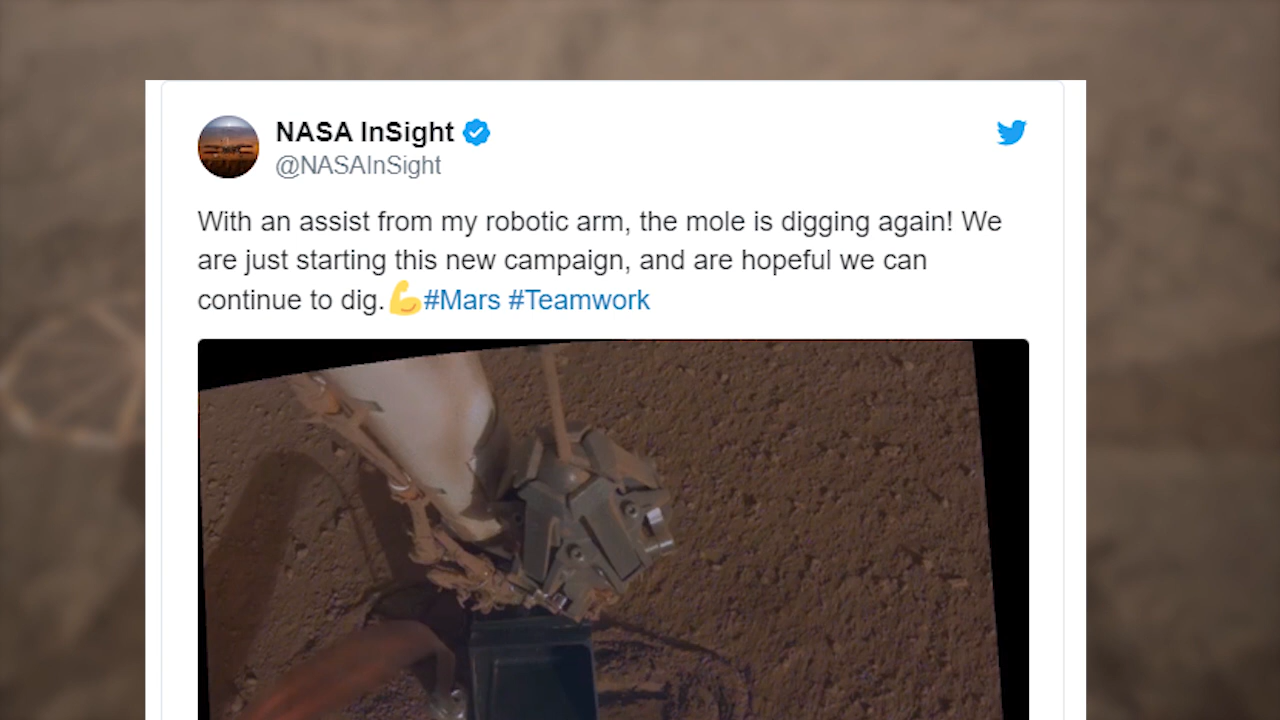 NASA InSight
@NASAInSight
With an assist from my robotic arm, the mole is digging again! We
are just starting this new campaign, and are hopeful we can
continue to dig.💪#Mars #Teamwork